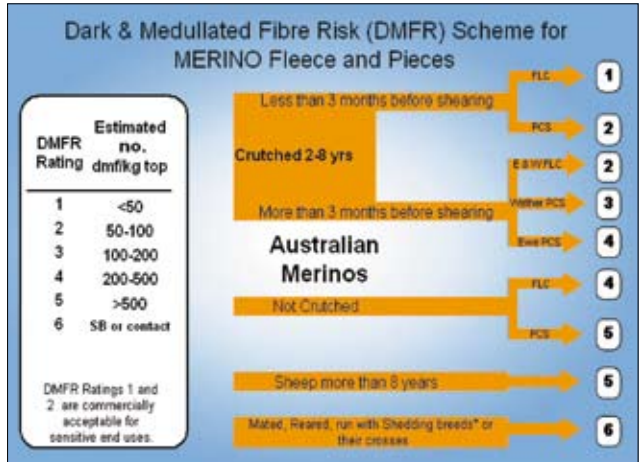 Dark & Medullated Fibre Risk (DMFR) Scheme for
MERINO Fleece and Pieces
DMFR Rating
Estimated no. dmf/kg top
1 <50
2 50-100
3 100-200
4 200-500
5 >500
6 SB or contact
DMFR Ratings 1 and
2 are commercially
acceptable for
sensitive end uses.
Less than 3 months before shearing
FLC
1
PCS
2
Crutched 2-8 yrs
E & W FLC
2
More than 3 months before shearing
Wether PCS
3
Ewe PCS
4
Australian
Merinos
FLC
4
Not Crutched
PCS
5
Sheep more than 8 years
5
Mated, Reared, run with Shedding breeds* or
their crosses
6